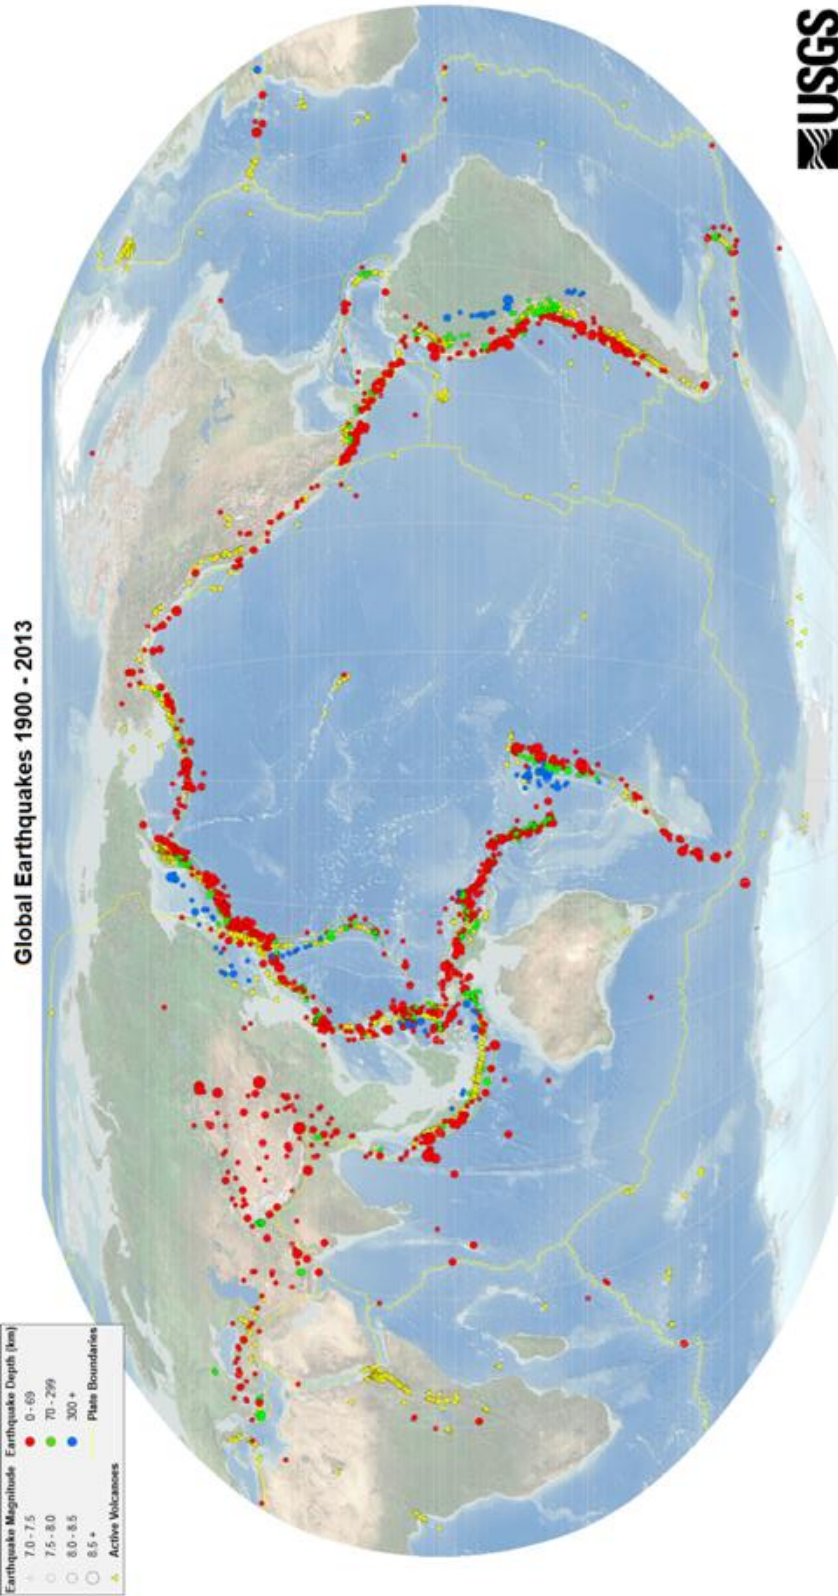 Global Earthquakes 1900 - 2013
USGS
Earthquake Magnitude
7.0 - 7.5
7.5 - 8.0
8.0 - 8.5
8.5 +
Active Volcanoes
Earthquake Depth (km)
0 - 69
70 - 299
300 +
Plate Boundaries